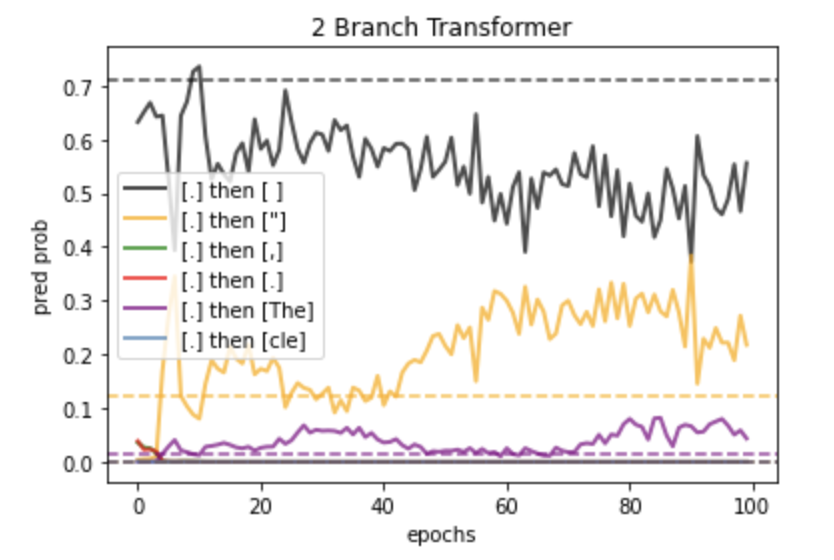 2 Branch Transformer
0.7
0.6
0.5
0.4
0.3
0.2
0.1
0.0
pred prob
[.] then [ ]
[.] then ["]
[.] then [,]
[.] then [.]
[.] then [The]
[.] then [cle]
0 20 40 60 80 100
epochs